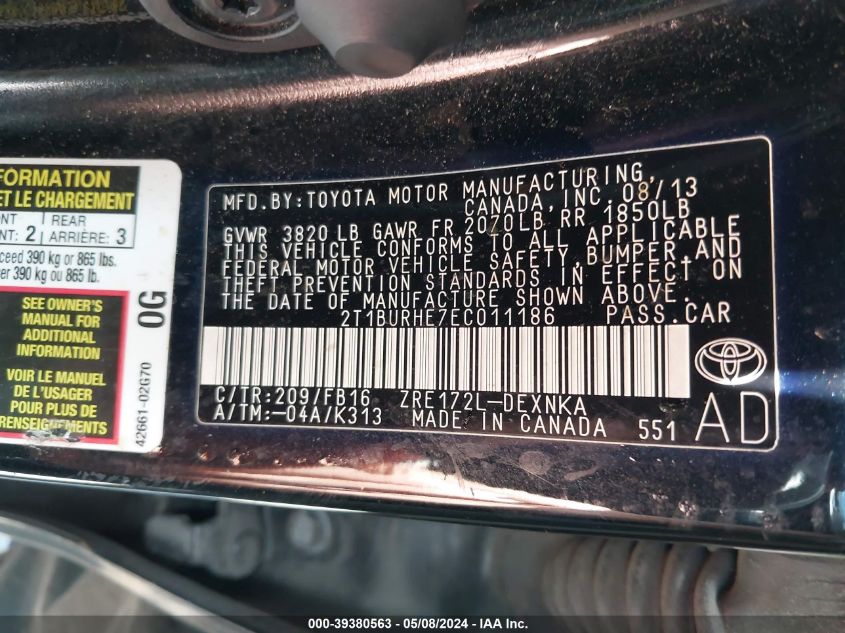 FORMATION
ET LE CHARGEMENT
NT REAR
NT: 2 ARRIÈRE: 3
ceed 390 kg or 865 lbs.
er 390 kg ou 865 lb.
SEE OWNER'S
MANUAL FOR
ADDITIONAL
INFORMATION
VOIR LE MANUEL
DE L'USAGER
POUR PLUS DE
RENSEIGNEMENTS
0G
42661-02G70
MFD.BY:TOYOTA MOTOR MANUFACTURING,
CANADA, INC. 08/13
GVWR 3820 LB GAWR FR 2070LB, RR 1850LB
THIS VEHICLE CONFORMS TO ALL APPLICABLE
FEDERAL MOTOR VEHICLE SAFETY, BUMPER, AND
THEFT PREVENTION STANDARDS IN EFFECT ON
THE DATE OF MANUFACTURE SHOWN ABOVE.
2T1BURHE7EC011186 PASS.CAR
C/TR:209/FB16 ZRE172L-DEXNKA
A/TM:-04A/K313 MADE IN CANADA 551
AD
TOYOTA
000-39380563 - 05/08/2024 - IAA Inc.